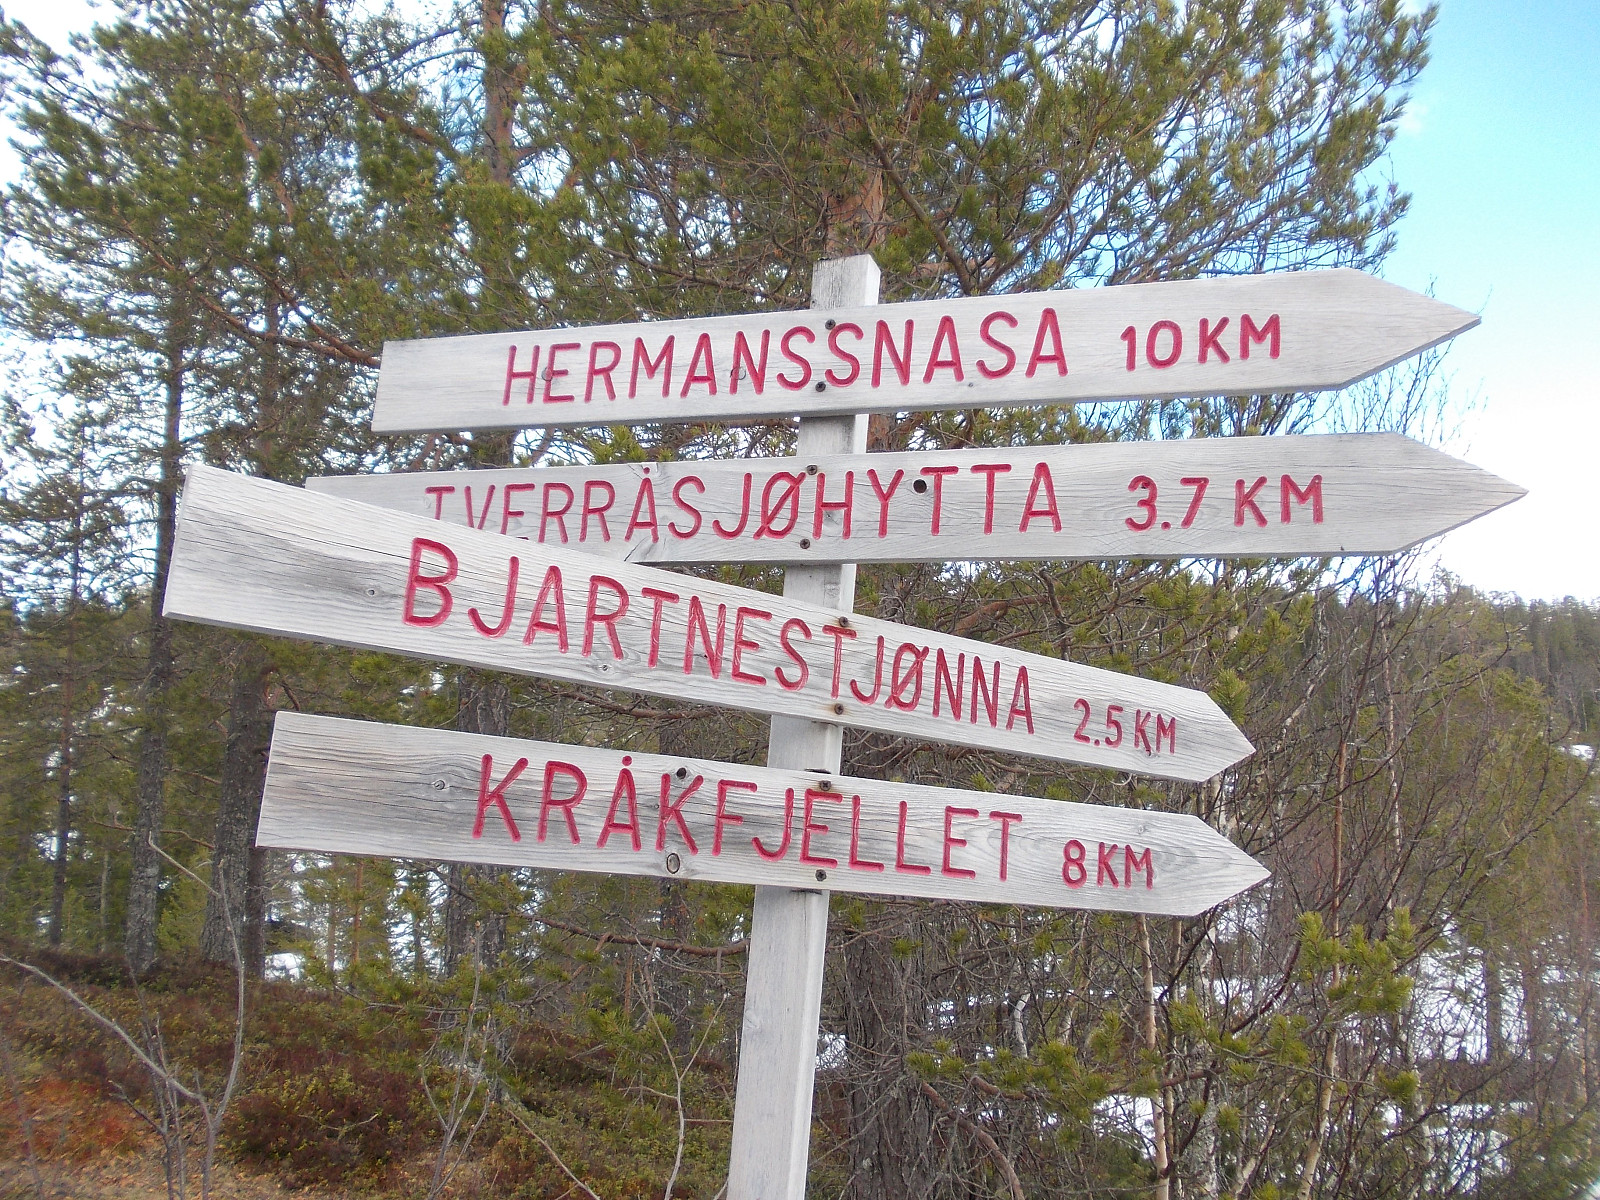 HERMANSSNASA 10 KM
TVERRÅSJØHYTTA 3.7 KM
BJARTNESTJØNNA 2.5 KM
KRÅKFJELLET 8 KM